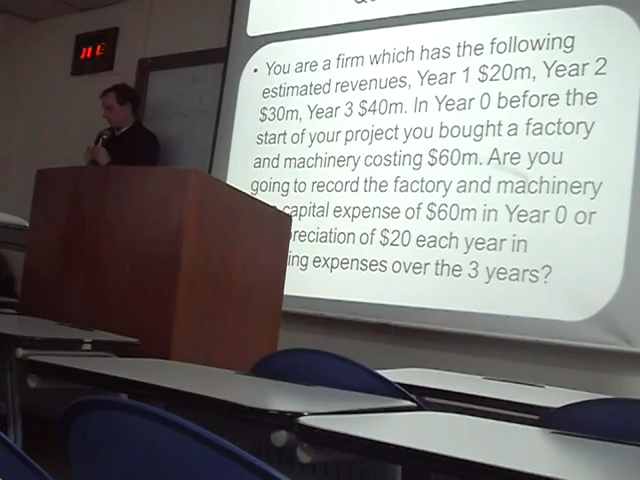 • You are a firm which has the following
estimated revenues, Year 1 $20m, Year 2
$30m, Year 3 $40m. In Year 0 before the
start of your project you bought a factory
and machinery costing $60m. Are you
going to record the factory and machinery
capital expense of $60m in Year 0 or
reciation of $20 each year in
ing expenses over the 3 years?